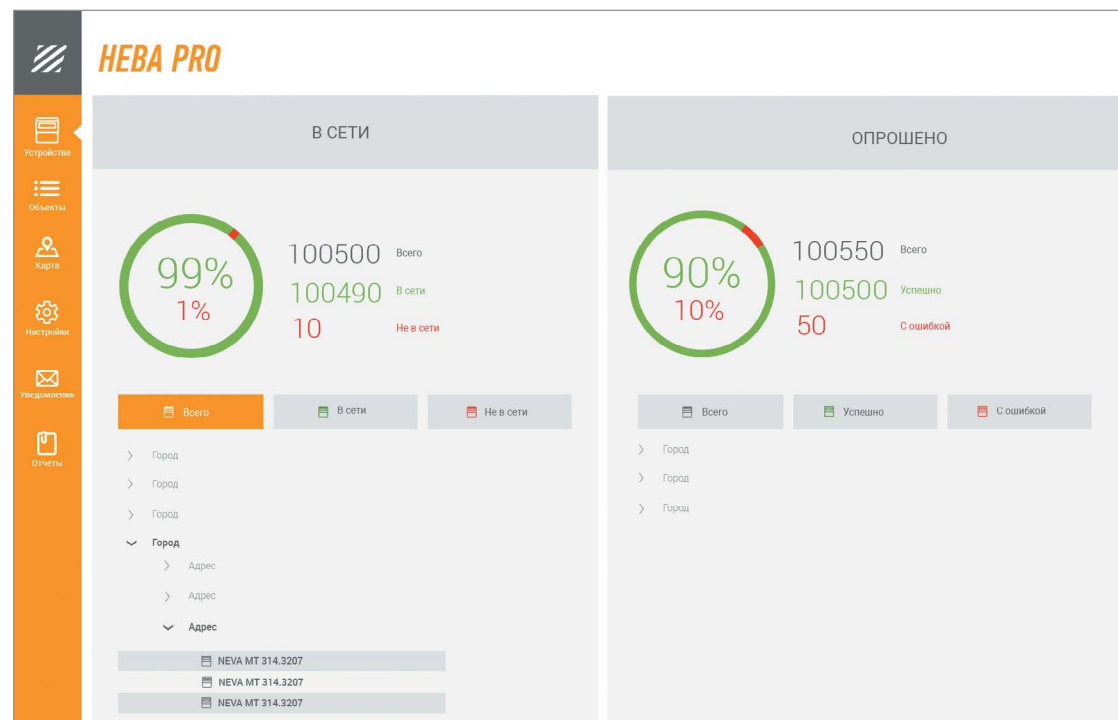 НЕВА PRO
Устройства
Объекты
Карта
Настройки
Уведомления
Отчеты
В СЕТИ
99%
1%
100500 Всего
100490 В сети
10 Не в сети
Всего
В сети
Не в сети
Город
Город
Город
Город
Адрес
Адрес
Адрес
NEVA MT 314.3207
NEVA MT 314.3207
NEVA MT 314.3207
ОПРОШЕНО
90%
10%
100550 Всего
100500 Успешно
50 С ошибкой
Всего
Успешно
С ошибкой
Город
Город
Город